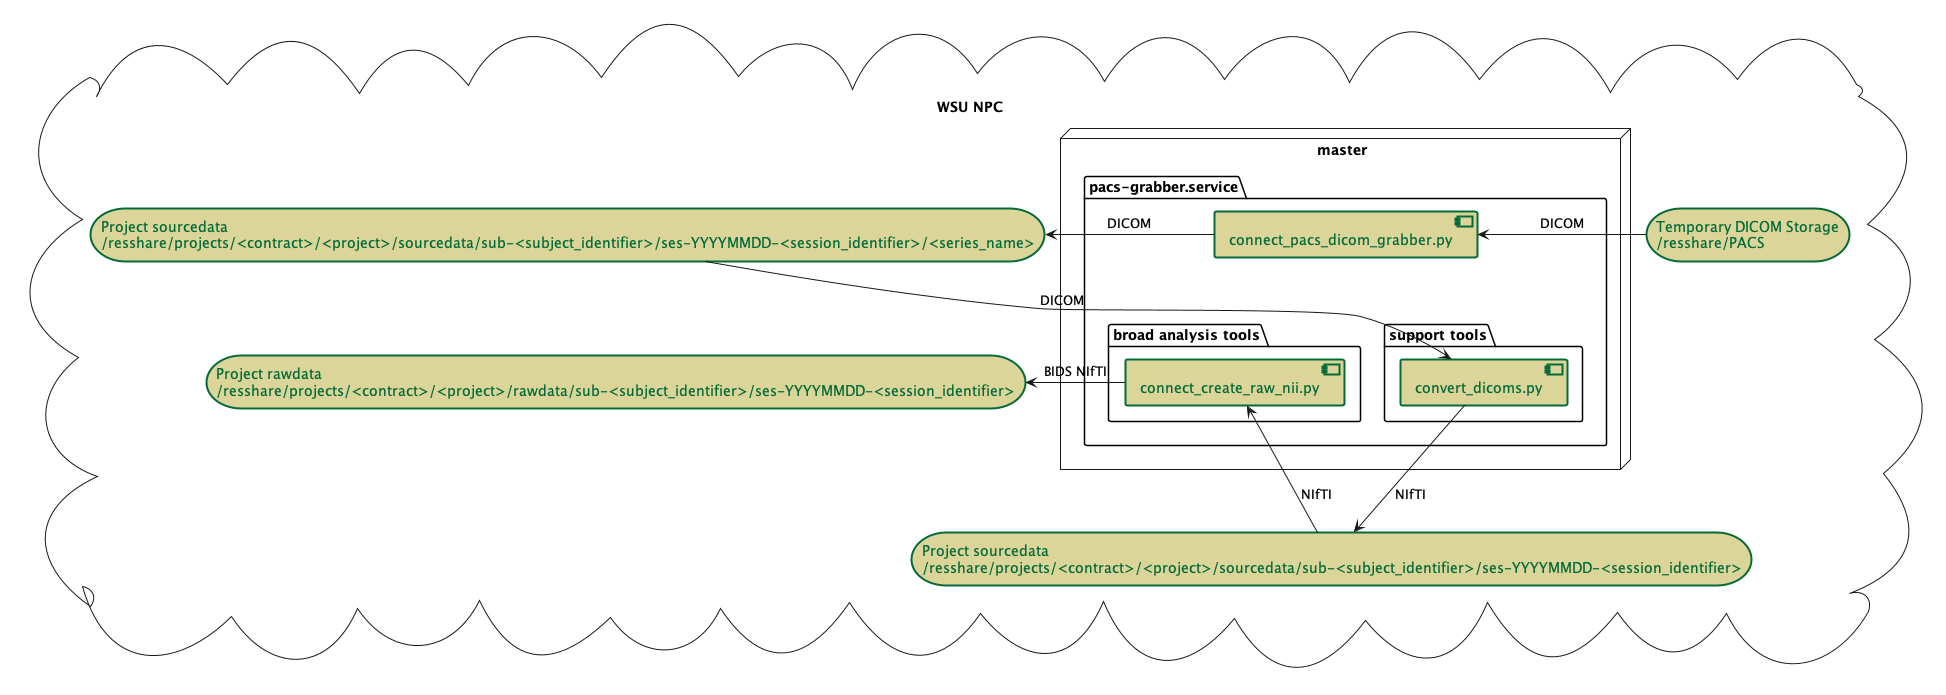 WSU NPC
master
pacs-grabber.service
Project sourcedata
/resshare/projects/<contract>/<project>/sourcedata/sub-<subject_identifier>/ses-YYYYMMDD-<session_identifier>/<series_name>
DICOM
connect_pacs_dicom_grabber.py
DICOM
Temporary DICOM Storage
/resshare/PACS
DICOM
broad analysis tools
support tools
Project rawdata
/resshare/projects/<contract>/<project>/rawdata/sub-<subject_identifier>/ses-YYYYMMDD-<session_identifier>
BIDS NIfTI
connect_create_raw_nii.py
convert_dicoms.py
NIfTI
NIfTI
Project sourcedata
/resshare/projects/<contract>/<project>/sourcedata/sub-<subject_identifier>/ses-YYYYMMDD-<session_identifier>